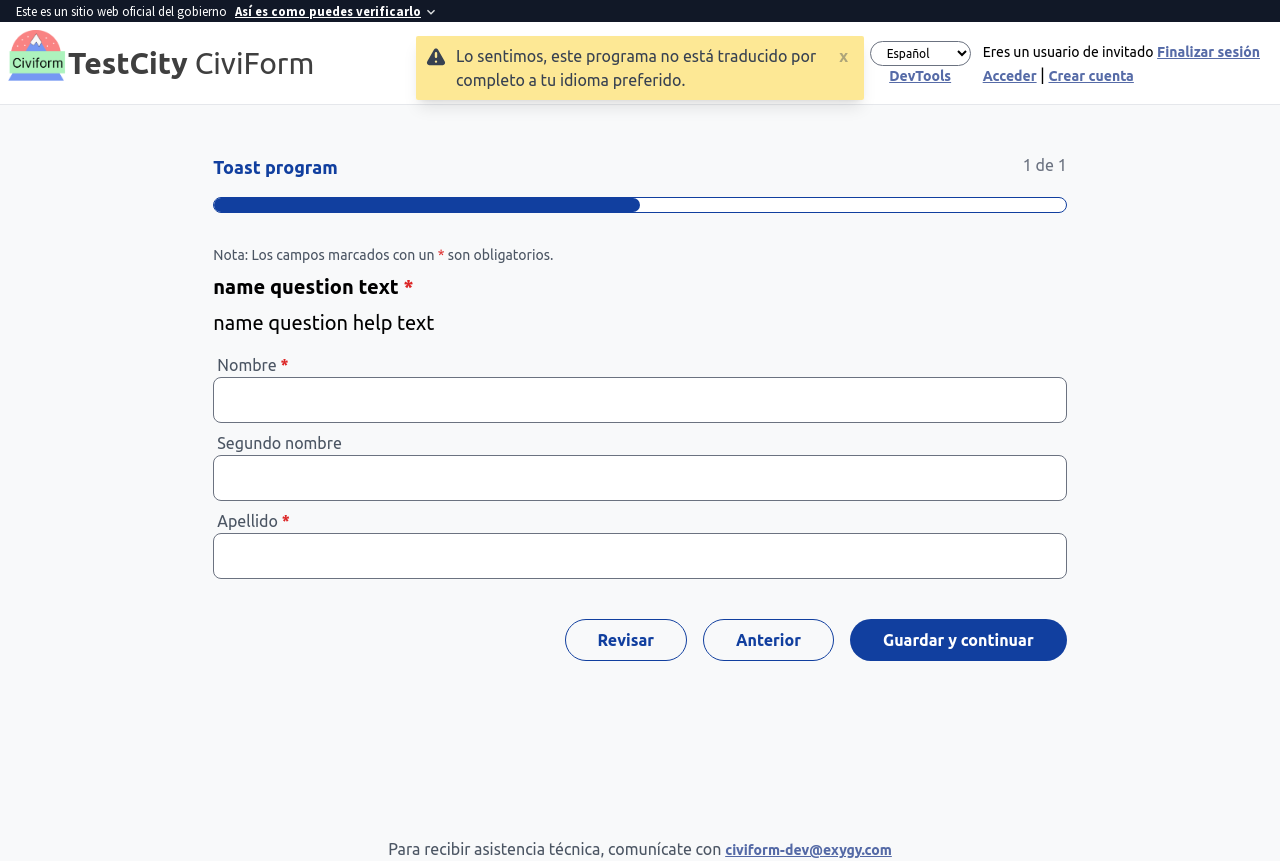 Este es un sitio web oficial del gobierno Así es como puedes verificarlo
Civiform
TestCity CiviForm
Lo sentimos, este programa no está traducido por
completo a tu idioma preferido.
x
Español
DevTools
Eres un usuario de invitado Finalizar sesión
Acceder | Crear cuenta
Toast program
1 de 1
Nota: Los campos marcados con un * son obligatorios.
name question text *
name question help text
Nombre *
Segundo nombre
Apellido *
Revisar
Anterior
Guardar y continuar
Para recibir asistencia técnica, comunícate con civiform-dev@exygy.com